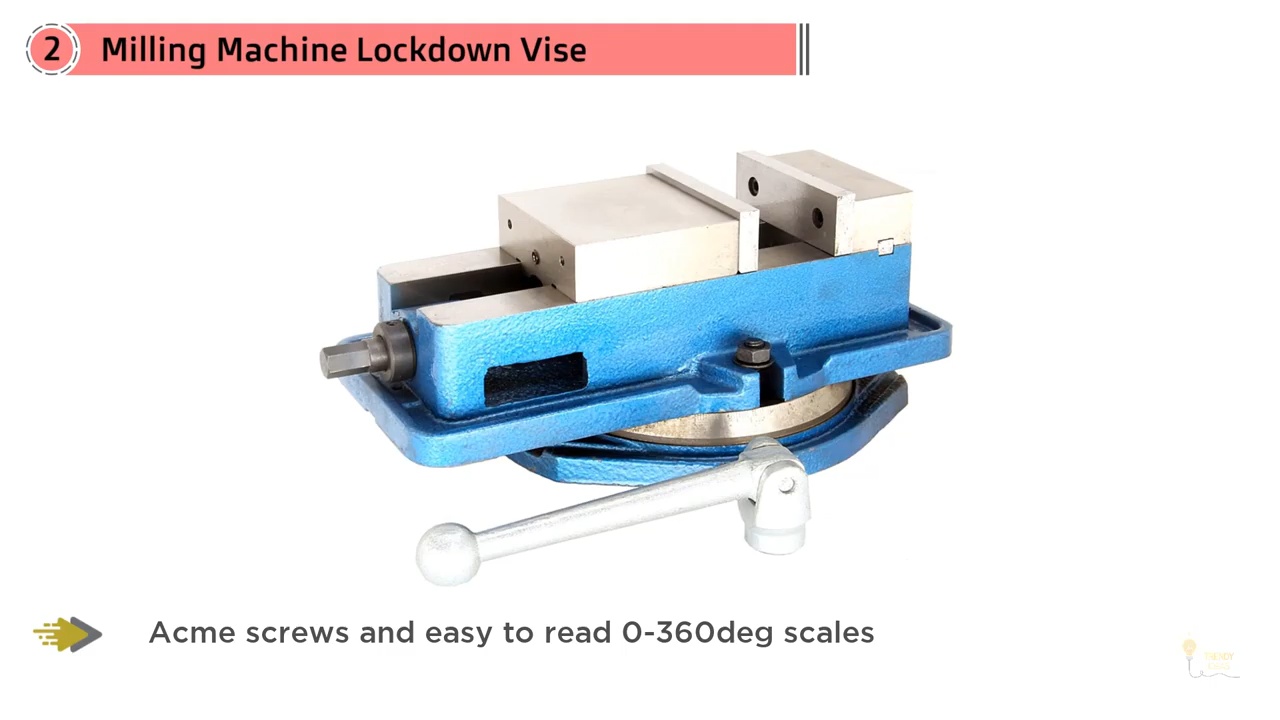 2
Milling Machine Lockdown Vise
Acme screws and easy to read 0-360deg scales